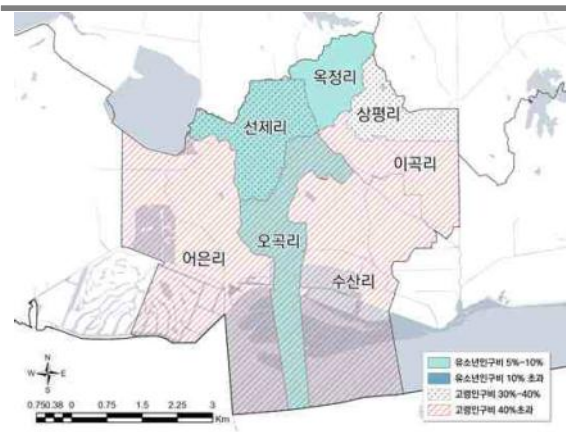 옥정리
상평리
선제리
이곡리
오곡리
어은리
수산리
N
W E
S
0.75 0.38 0 0.75 1.5 2.25 3
Km
유소년인구비 5%~10%
유소년인구비 10% 초과
고령인구비 30%~40%
고령인구비 40%초과